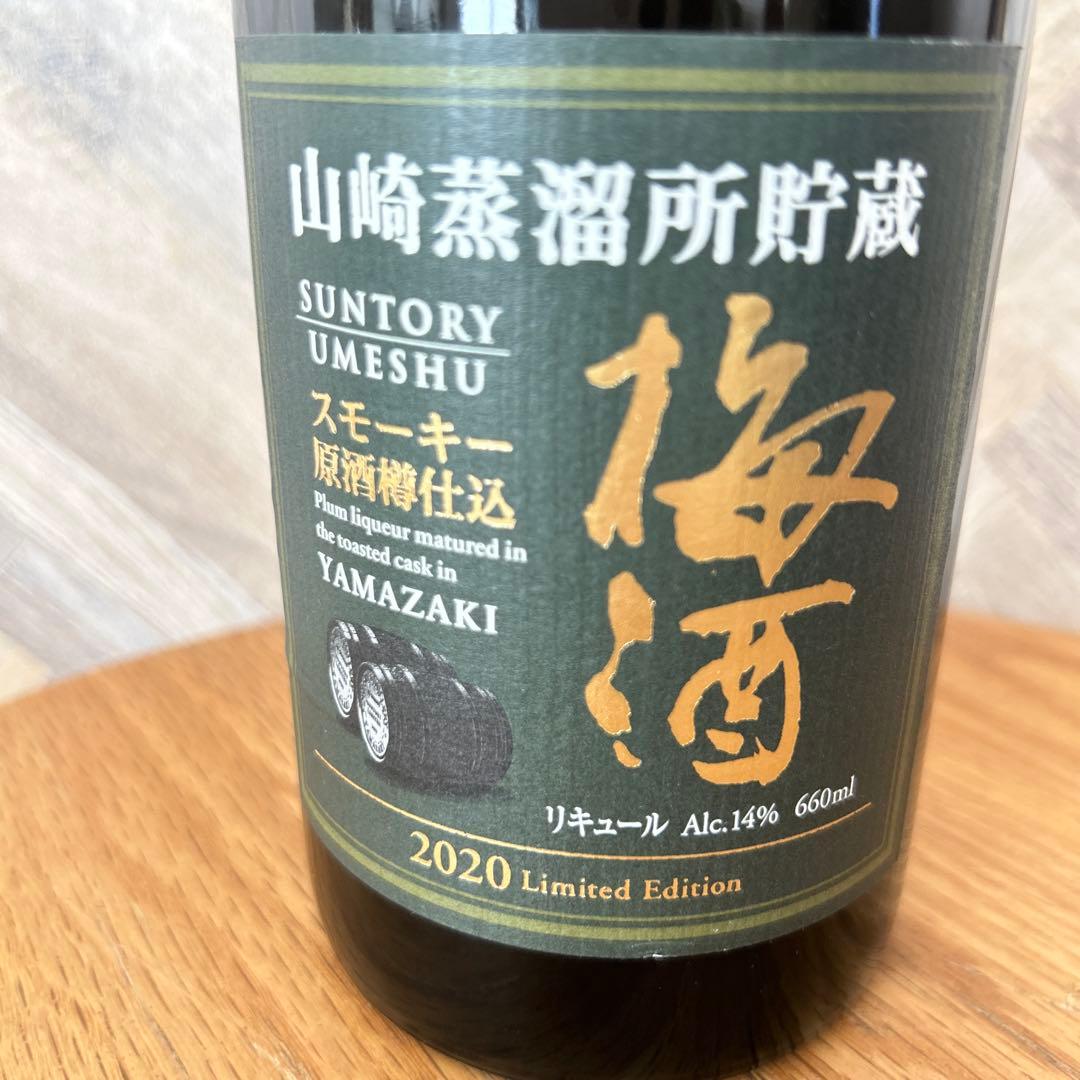 山崎蒸溜所貯蔵
SUNTORY
UMESHU
スモーキー
原酒樽仕込
Plum liqueur matured in
the toasted cask in
YAMAZAKI
梅酒
リキュール Alc.14% 660ml
2020 Limited Edition